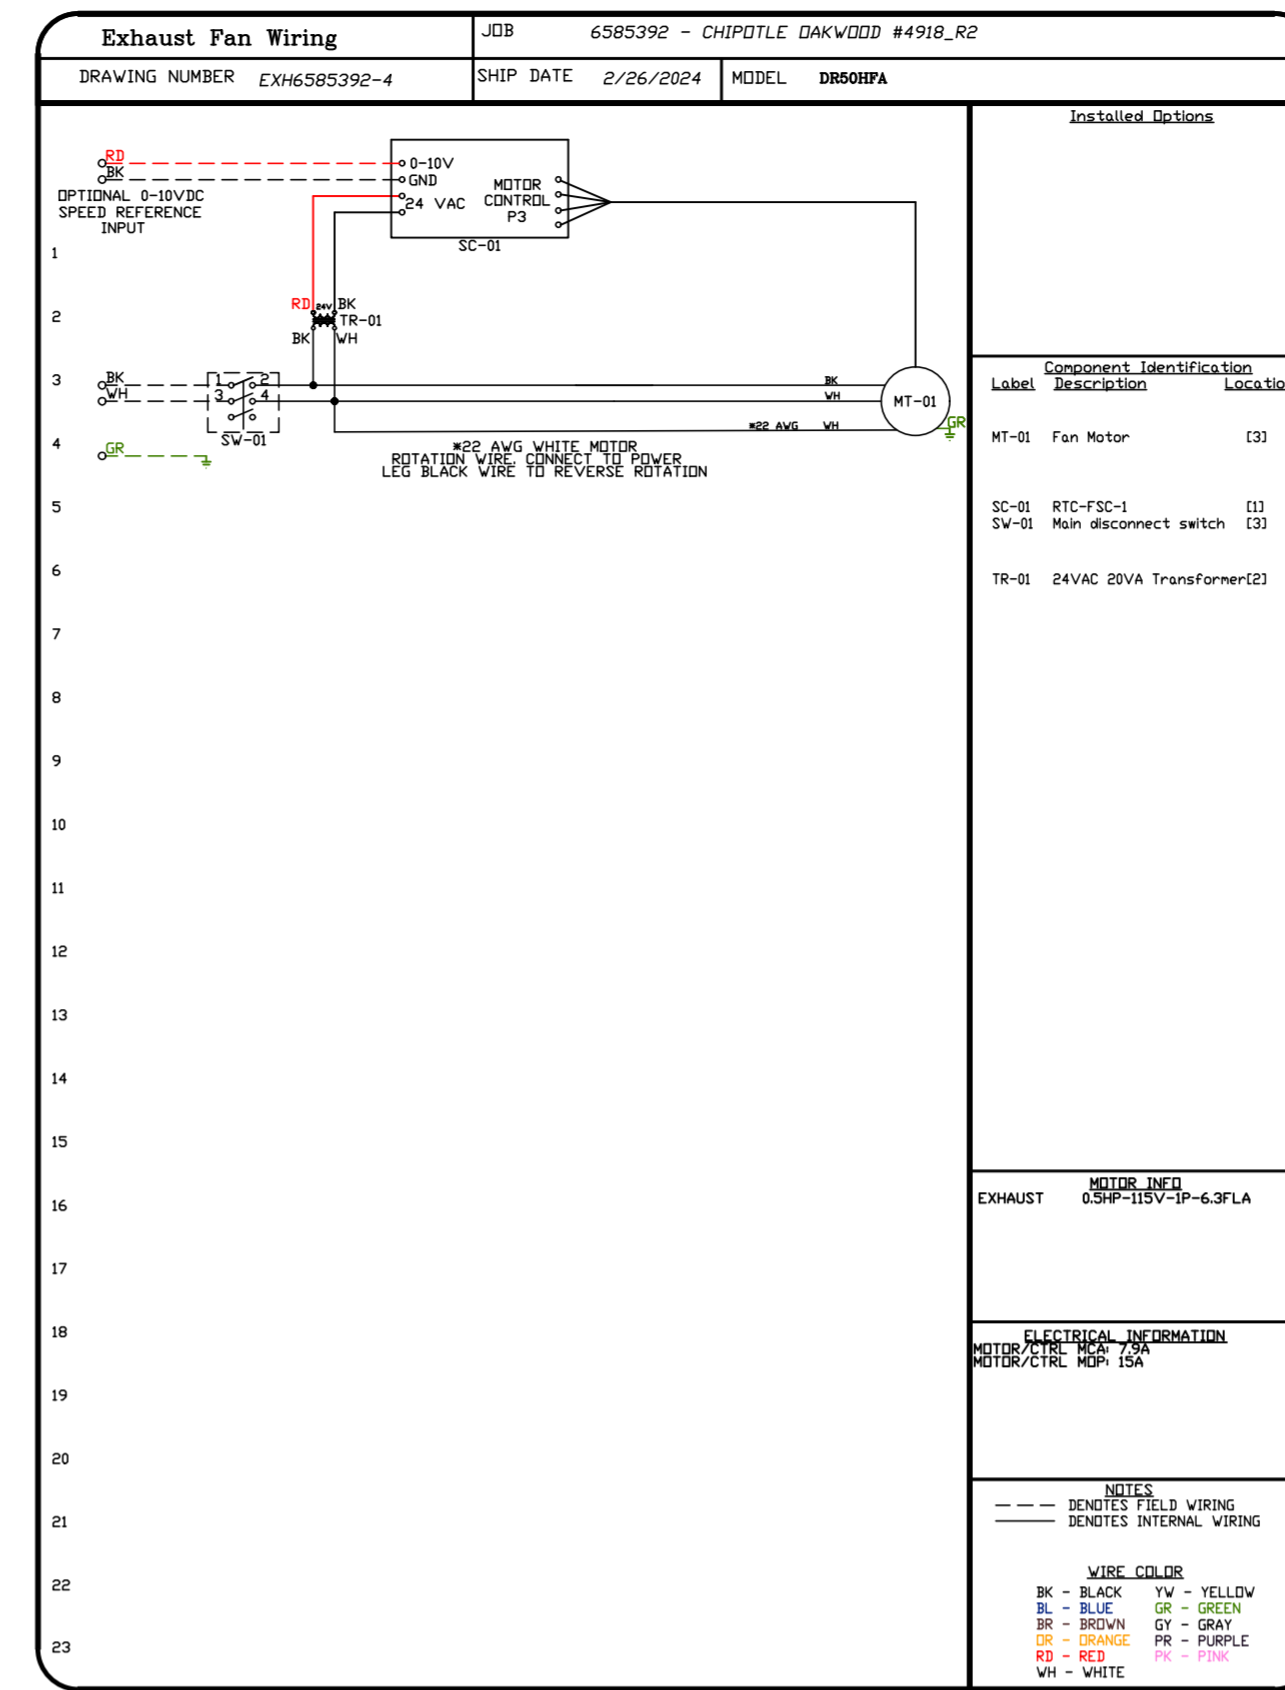 Exhaust Fan Wiring
JOB 6585392 - CHIPOTLE OAKWOOD #4918_R2
DRAWING NUMBER EXH6585392-4
SHIP DATE 2/26/2024
MODEL DR50HFA
RD
BK
OPTIONAL 0-10VDC
SPEED REFERENCE
INPUT
0-10V
GND
24 VAC
MOTOR
CONTROL
P3
SC-01
RD 24V BK
TR-01
BK WH
BK
WH
1 2
3 4
SW-01
GR
BK
WH
*22 AWG WH
MT-01
GR
*22 AWG WHITE MOTOR
ROTATION WIRE. CONNECT TO POWER
LEG BLACK WIRE TO REVERSE ROTATION
1
2
3
4
5
6
7
8
9
10
11
12
13
14
15
16
17
18
19
20
21
22
23
Installed Options
Component Identification
Label Description Locatio
MT-01 Fan Motor [3]
SC-01 RTC-FSC-1 [1]
SW-01 Main disconnect switch [3]
TR-01 24VAC 20VA Transformer[2]
MOTOR INFO
EXHAUST 0.5HP-115V-1P-6.3FLA
ELECTRICAL INFORMATION
MOTOR/CTRL MCA: 7.9A
MOTOR/CTRL MOP: 15A
NOTES
DENOTES FIELD WIRING
DENOTES INTERNAL WIRING
WIRE COLOR
BK - BLACK YW - YELLOW
BL - BLUE GR - GREEN
BR - BROWN GY - GRAY
OR - ORANGE PR - PURPLE
RD - RED PK - PINK
WH - WHITE